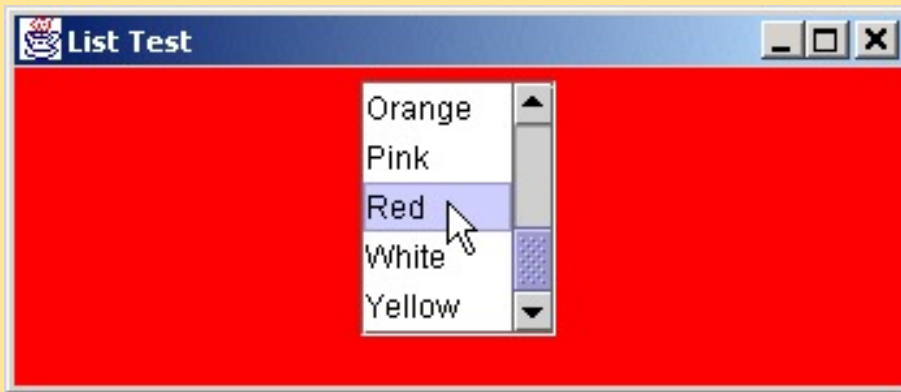 List Test
Orange
Pink
Red
White
Yellow